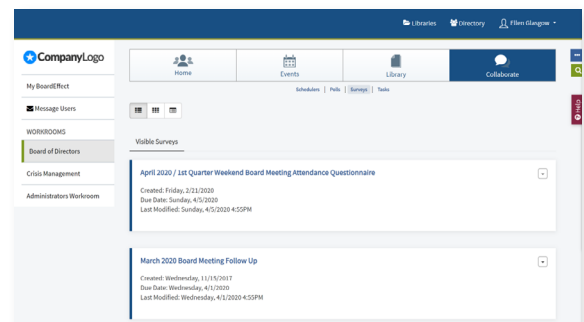 Libraries
Directory
Ellen Glasgow
CompanyLogo
Home
Events
Library
Collaborate
My BoardEffect
Schedulers | Polls | Surveys | Tasks
Message Users
Help
WORKROOMS
Visible Surveys
Board of Directors
Crisis Management
Administrators Workroom
April 2020 / 1st Quarter Weekend Board Meeting Attendance Questionnaire
Created: Friday, 2/21/2020
Due Date: Sunday, 4/5/2020
Last Modified: Sunday, 4/5/2020 4:55PM
March 2020 Board Meeting Follow Up
Created: Wednesday, 11/15/2017
Due Date: Wednesday, 4/1/2020
Last Modified: Wednesday, 4/1/2020 4:55PM